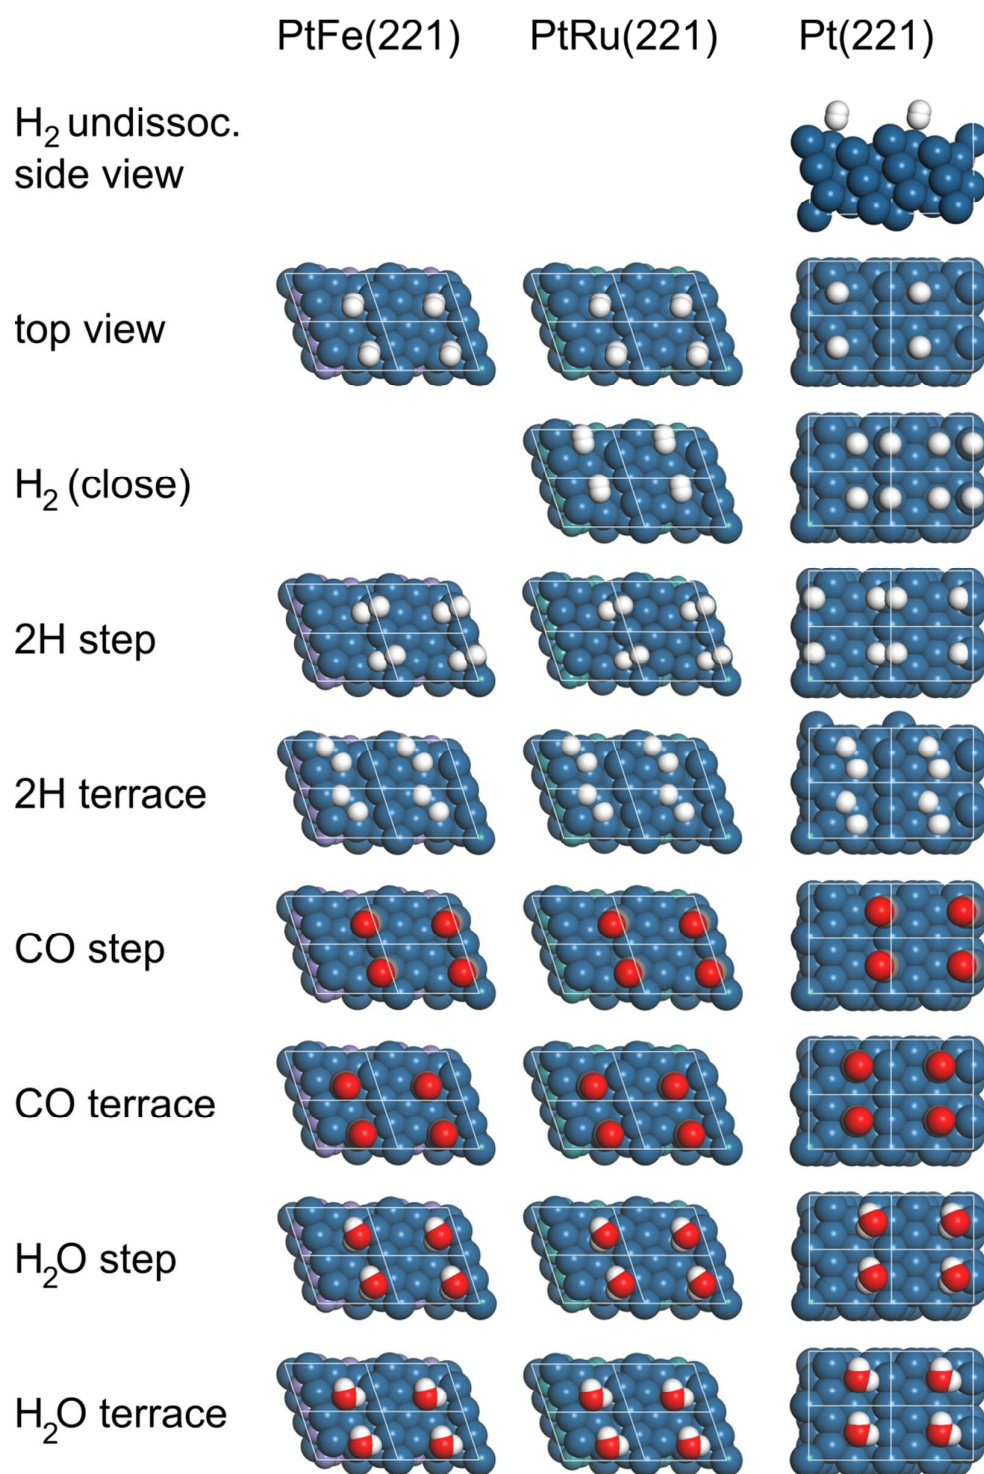 PtFe(221) PtRu(221) Pt(221)
H₂ undissoc.
side view
top view
H₂ (close)
2H step
2H terrace
CO step
CO terrace
H₂O step
H₂O terrace